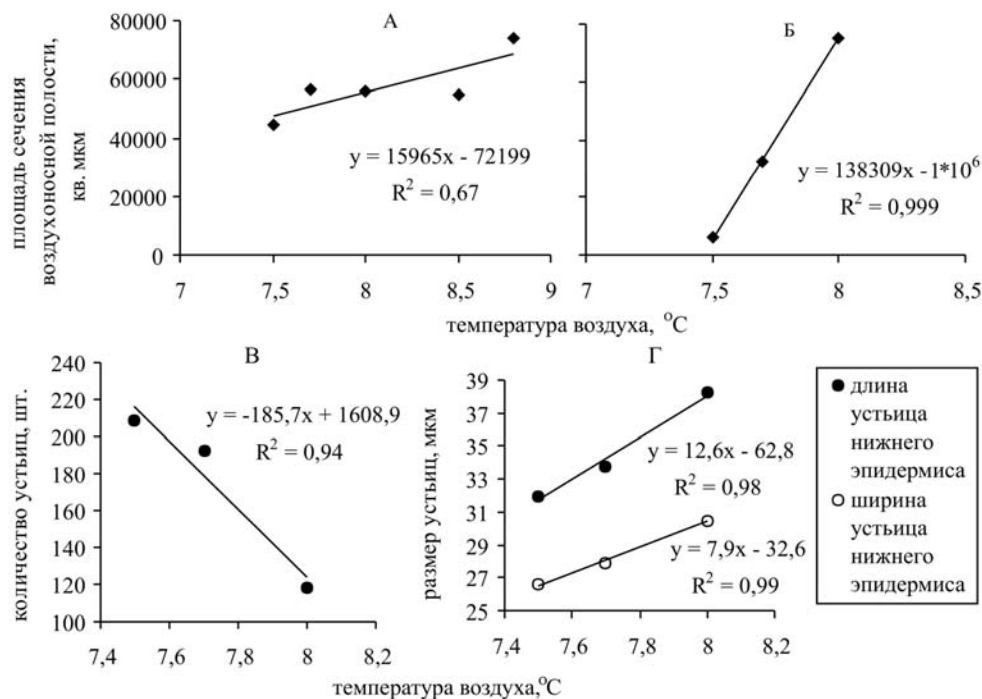 А
Б
площадь сечения
воздухоносной полости,
кв. мкм
80000
60000
40000
20000
0
y = 15965x - 72199
R² = 0,67
y = 138309x - 1*10⁶
R² = 0,999
7 7,5 8 8,5 9
7 7,5 8 8,5
температура воздуха, °C
В
Г
количество устьиц, шт.
240
220
200
180
160
140
120
100
y = -185,7x + 1608,9
R² = 0,94
7,4 7,6 7,8 8 8,2
размер устьиц, мкм
39
37
35
33
31
29
27
25
y = 12,6x - 62,8
R² = 0,98
y = 7,9x - 32,6
R² = 0,99
7,4 7,6 7,8 8 8,2
температура воздуха,°C
длина
устьица
нижнего
эпидермиса
ширина
устьица
нижнего
эпидермиса